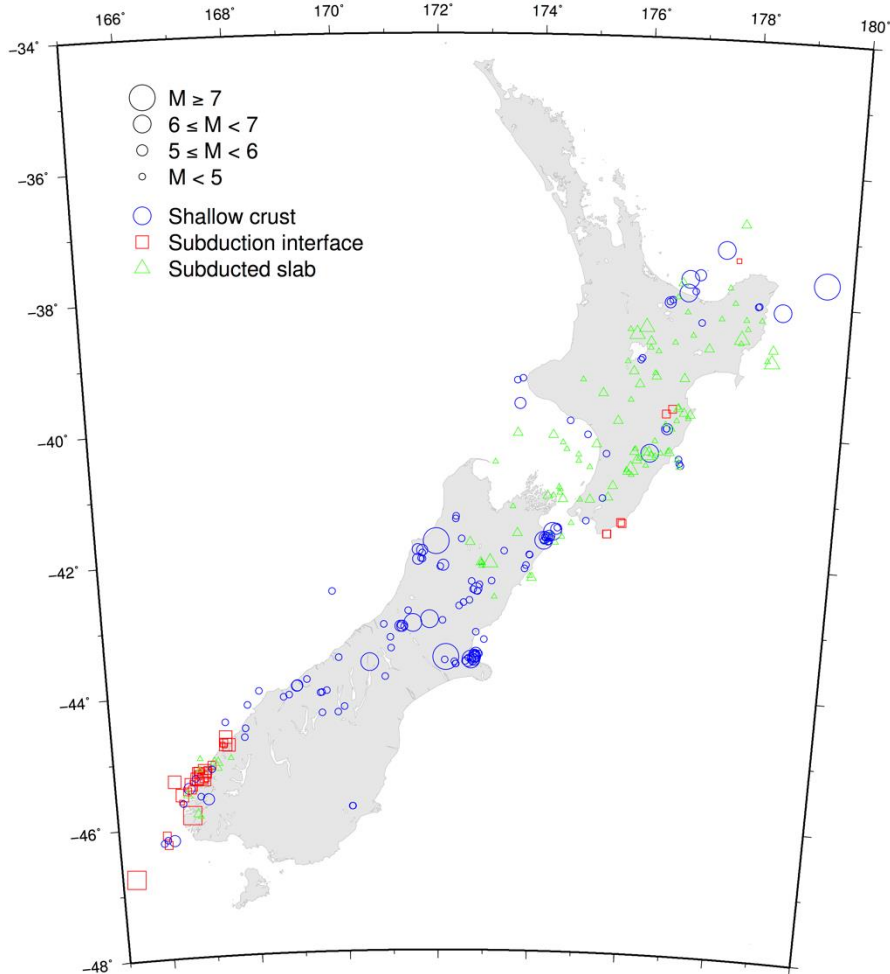 166° 168° 170° 172° 174° 176° 178° 180°
−34°
−36°
−38°
−40°
−42°
−44°
−46°
−48°
M ≥ 7
6 ≤ M < 7
5 ≤ M < 6
M < 5
Shallow crust
Subduction interface
Subducted slab